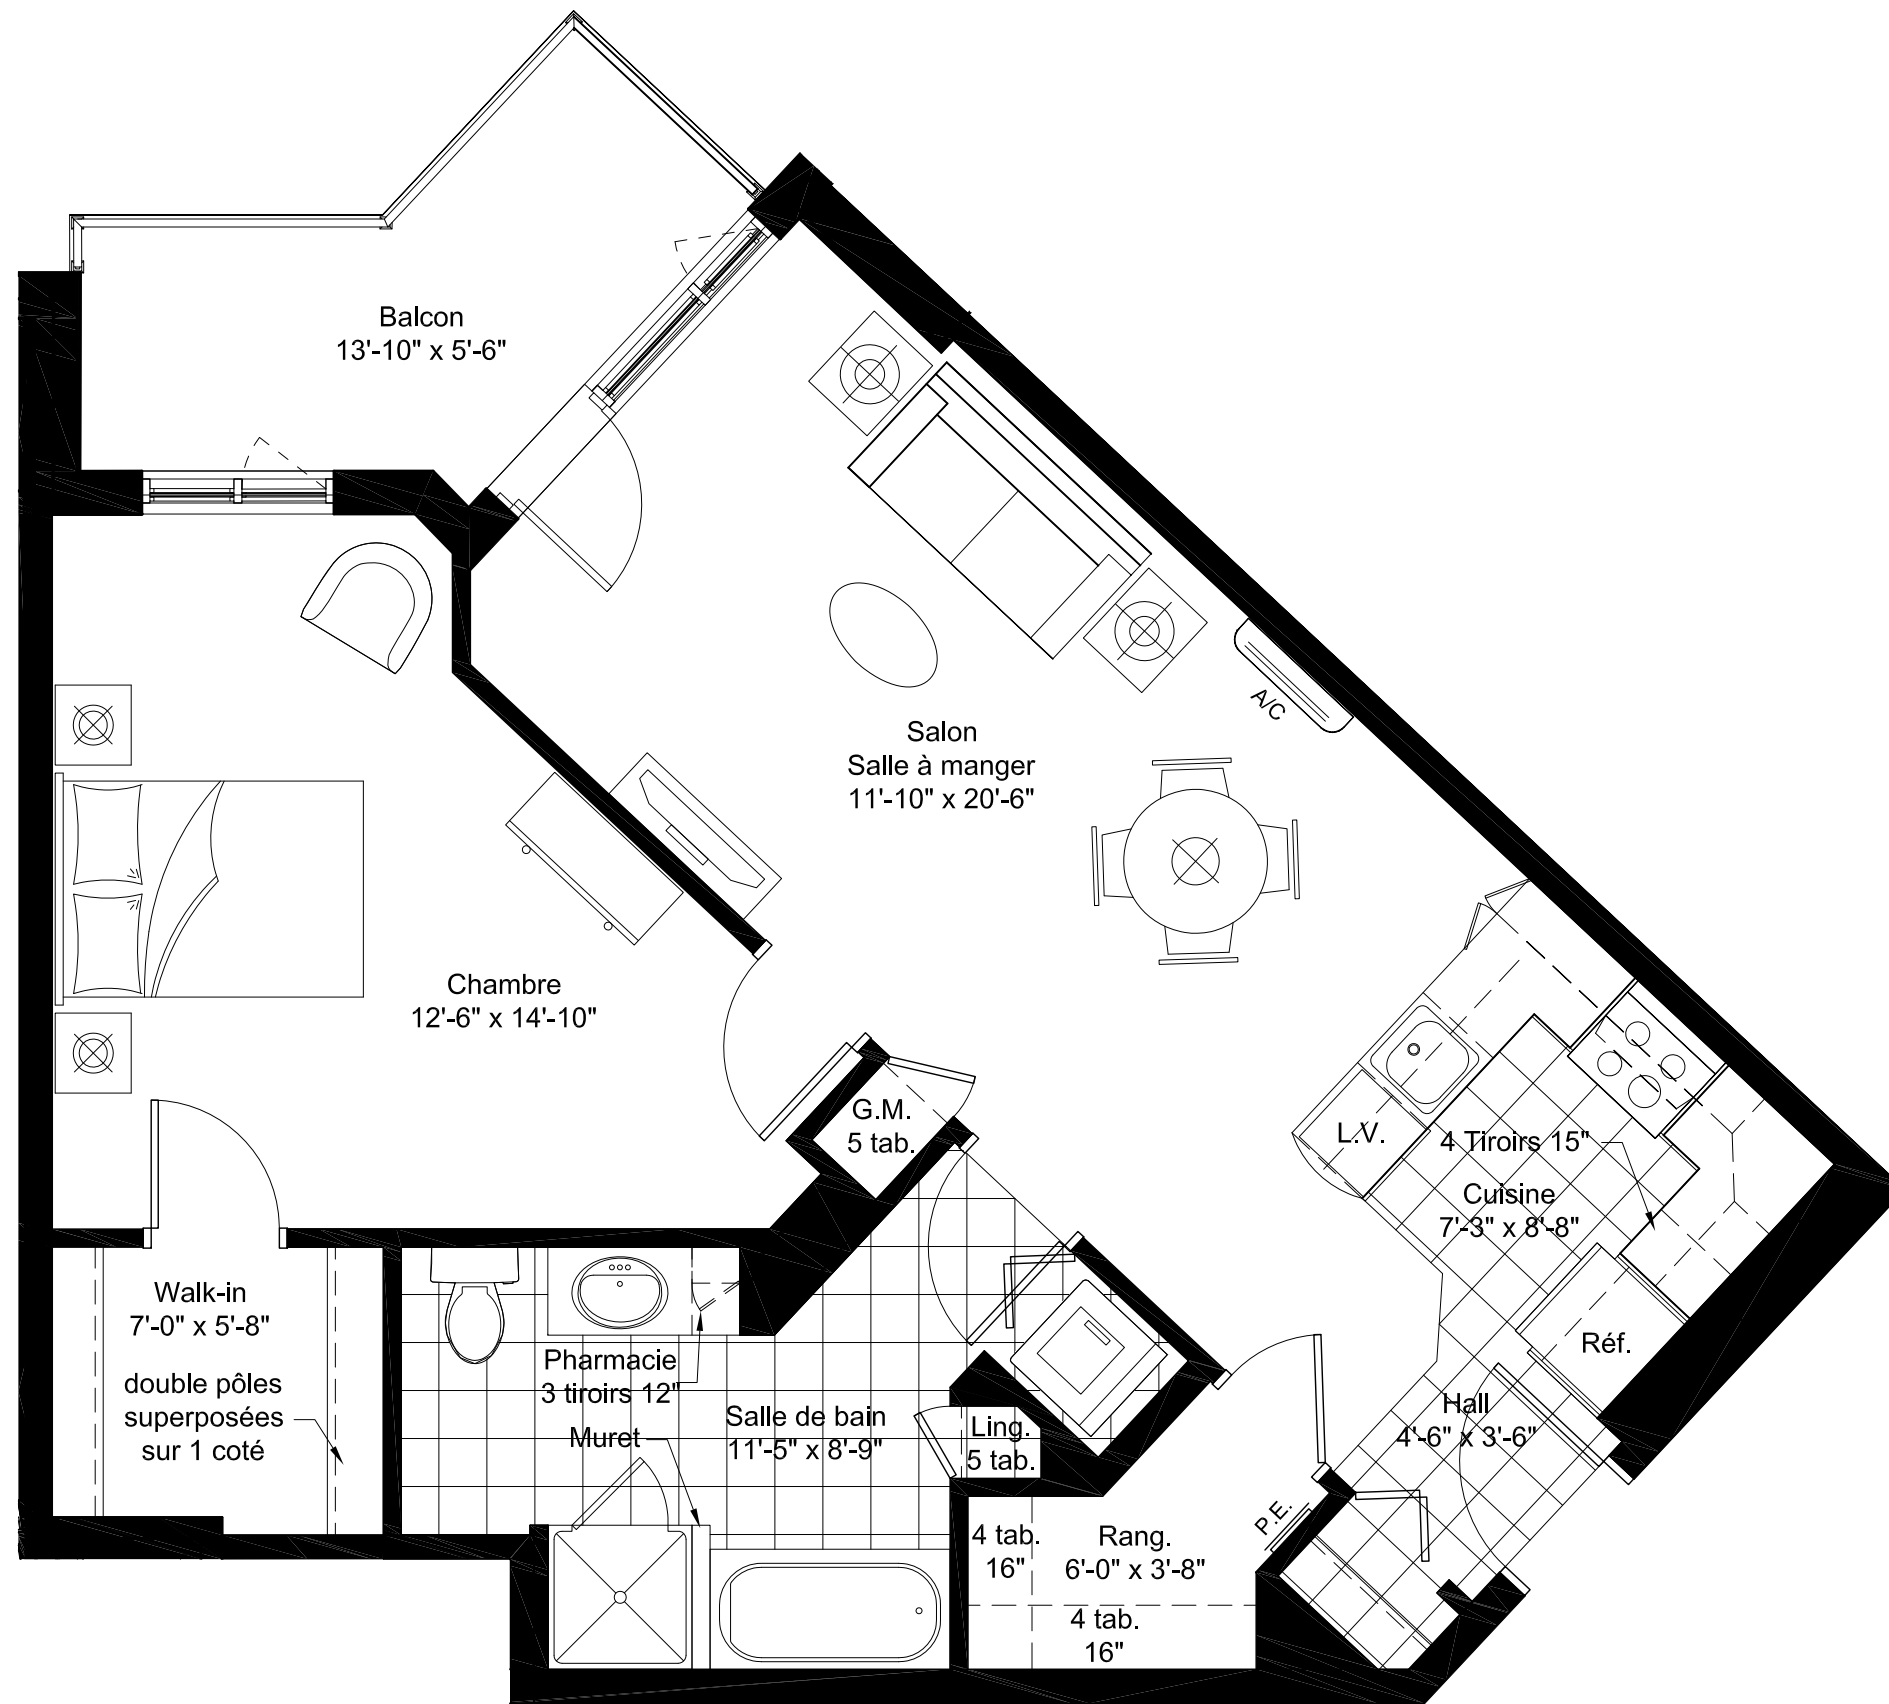 Balcon
13'-10" x 5'-6"
Salon
Salle à manger
11'-10" x 20'-6"
A/C
Chambre
12'-6" x 14'-10"
G.M.
5 tab.
L.V.
4 Tiroirs 15"
Cuisine
7'-3" x 8'-8"
Réf.
Walk-in
7'-0" x 5'-8"
double pôles
superposées
sur 1 coté
Pharmacie
3 tiroirs 12"
Muret
Salle de bain
11'-5" x 8'-9"
Ling.
5 tab.
Hall
4'-6" x 3'-6"
P.E.
4 tab.
16"
Rang.
6'-0" x 3'-8"
4 tab.
16"